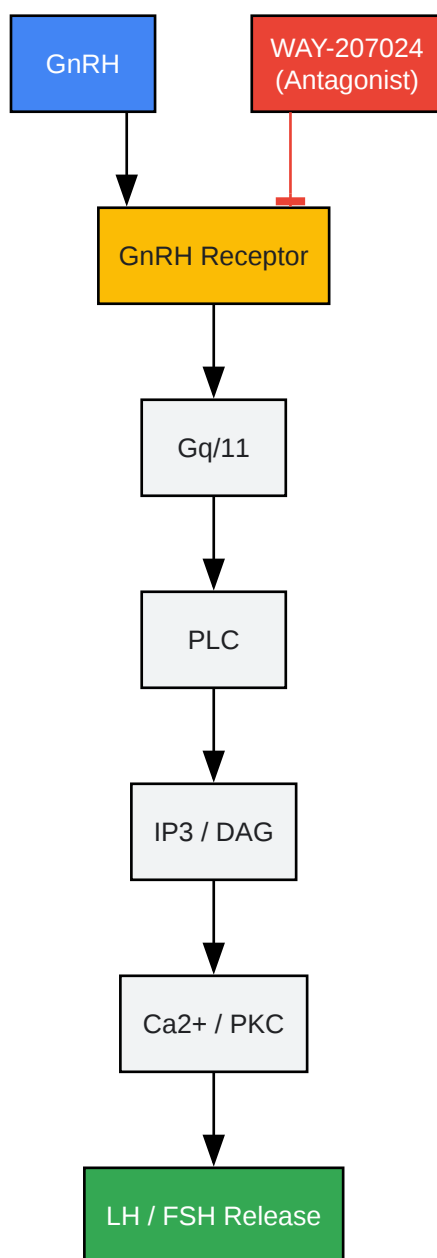 GnRH
WAY-207024
(Antagonist)
GnRH Receptor
Gq/11
PLC
IP3 / DAG
Ca2+ / PKC
LH / FSH Release